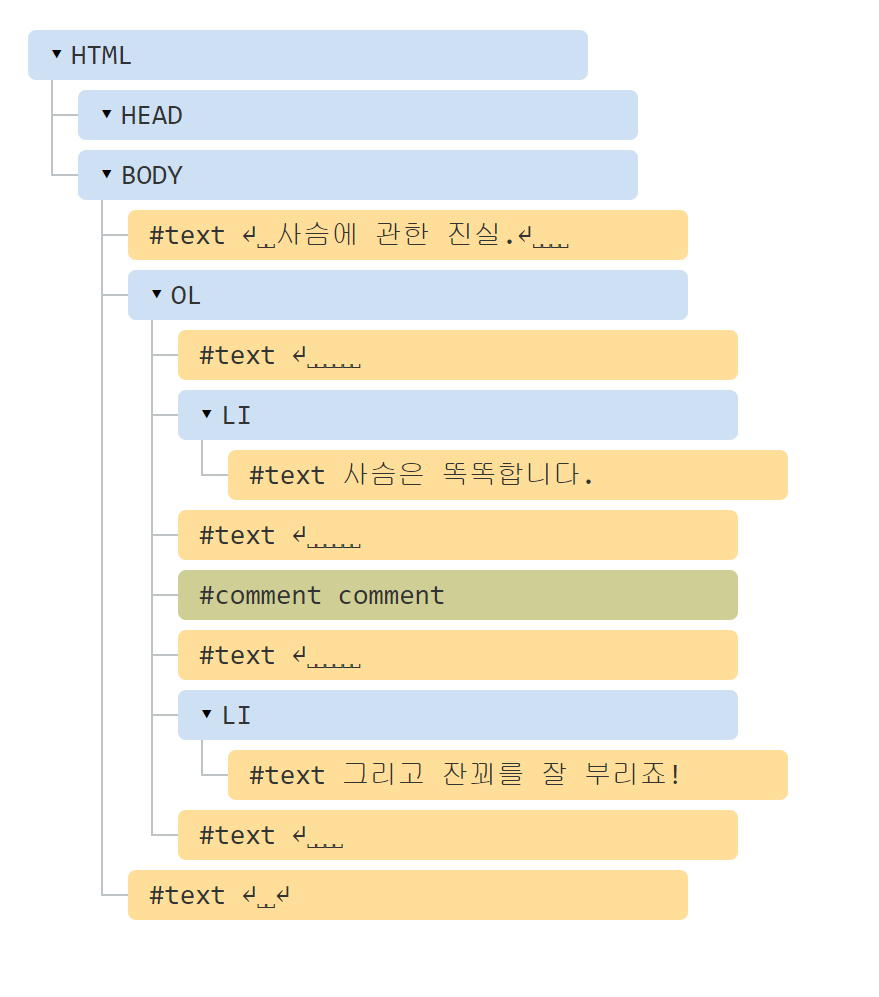 ▾ HTML
▾ HEAD
▾ BODY
#text ↵␣␣사슴에 관한 진실.↵␣␣␣␣
▾ OL
#text ↵␣␣␣␣␣␣
▾ LI
#text 사슴은 똑똑합니다.
#text ↵␣␣␣␣␣␣
#comment comment
#text ↵␣␣␣␣␣␣
▾ LI
#text 그리고 잔꾀를 잘 부리죠!
#text ↵␣␣␣␣
#text ↵␣␣↵